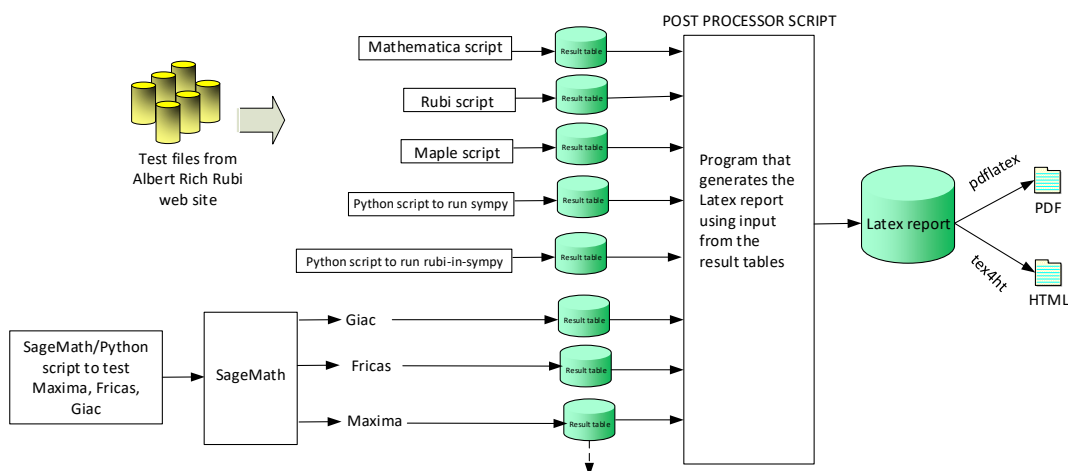 POST PROCESSOR SCRIPT
Mathematica script
Result table
Rubi script
Result table
Maple script
Result table
Test files from
Albert Rich Rubi
web site
Python script to run sympy
Result table
Python script to run rubi-in-sympy
Result table
Program that
generates the
Latex report
using input
from the
result tables
Latex report
pdflatex
PDF
tex4ht
HTML
SageMath/Python
script to test
Maxima, Fricas,
Giac
SageMath
Giac
Result table
Fricas
Result table
Maxima
Result table